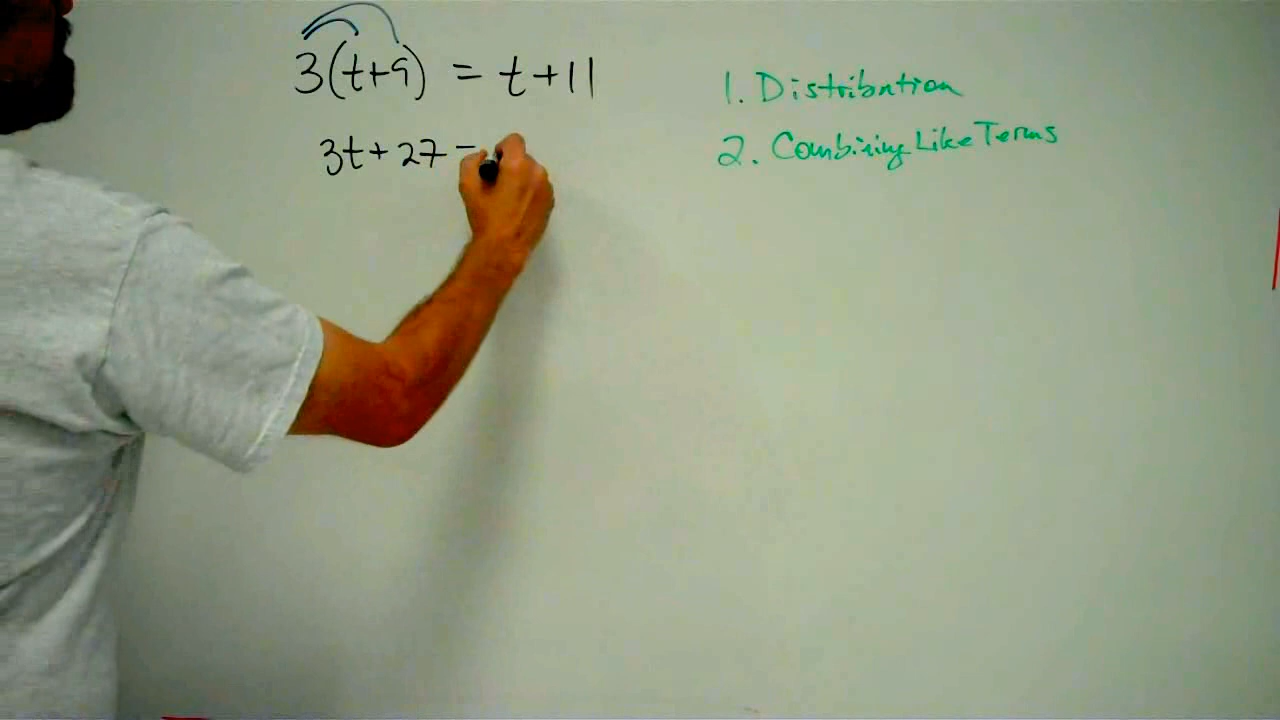 3(t+9) = t+11
3t+27 =
1. Distribution
2. Combining Like Terms